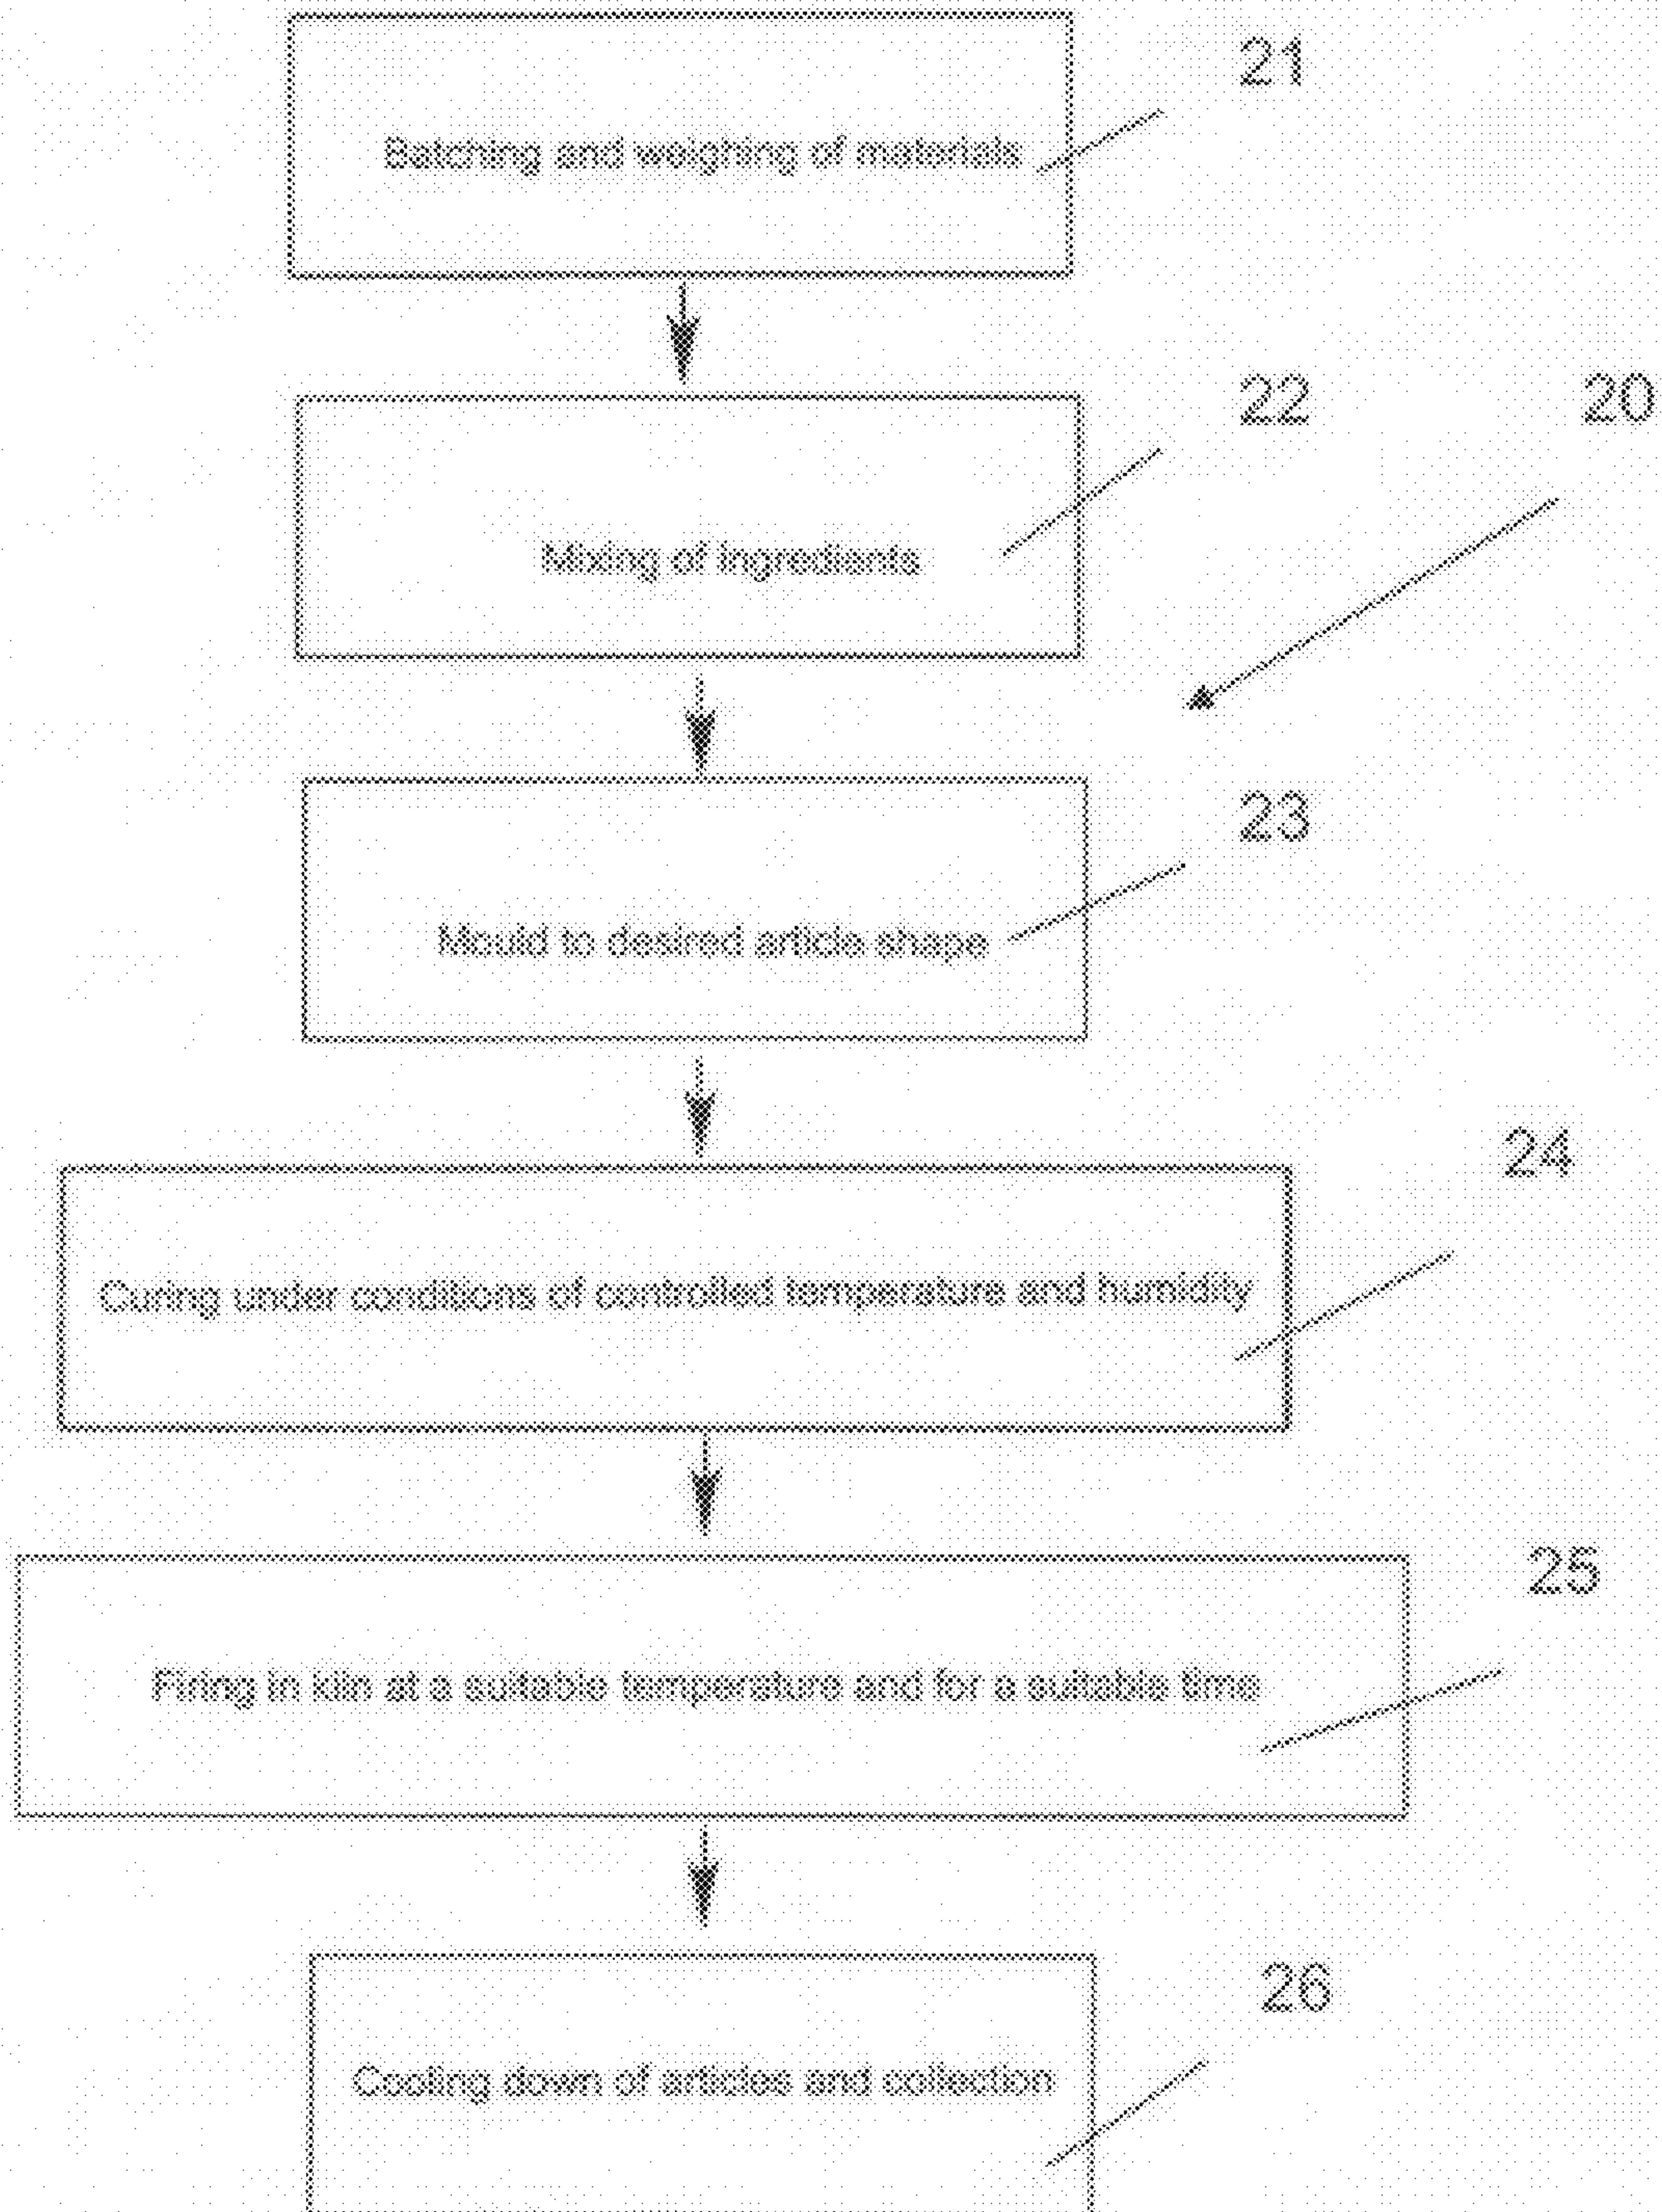 21
Batching and weighing of materials
22
20
Mixing of ingredients
23
Mould to desired article shape
24
Curing under conditions of controlled temperature and humidity
25
Firing in kiln at a suitable temperature and for a suitable time
26
Cooling down of articles and collection